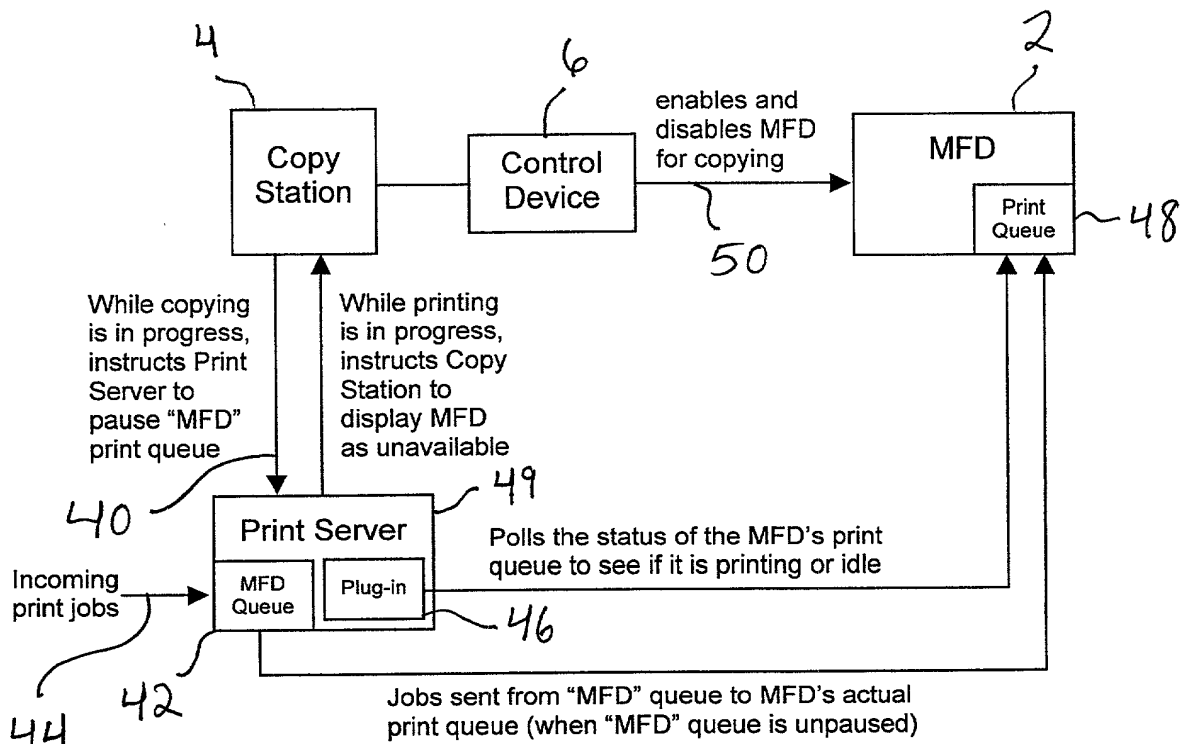 4
6
2
Copy
Station
Control
Device
enables and
disables MFD
for copying
MFD
Print
Queue
48
50
While copying
is in progress,
instructs Print
Server to
pause “MFD”
print queue
While printing
is in progress,
instructs Copy
Station to
display MFD
as unavailable
40
49
Print Server
MFD
Queue
Plug-in
46
Polls the status of the MFD's print
queue to see if it is printing or idle
Incoming
print jobs
42
44
Jobs sent from “MFD” queue to MFD's actual
print queue (when “MFD” queue is unpaused)